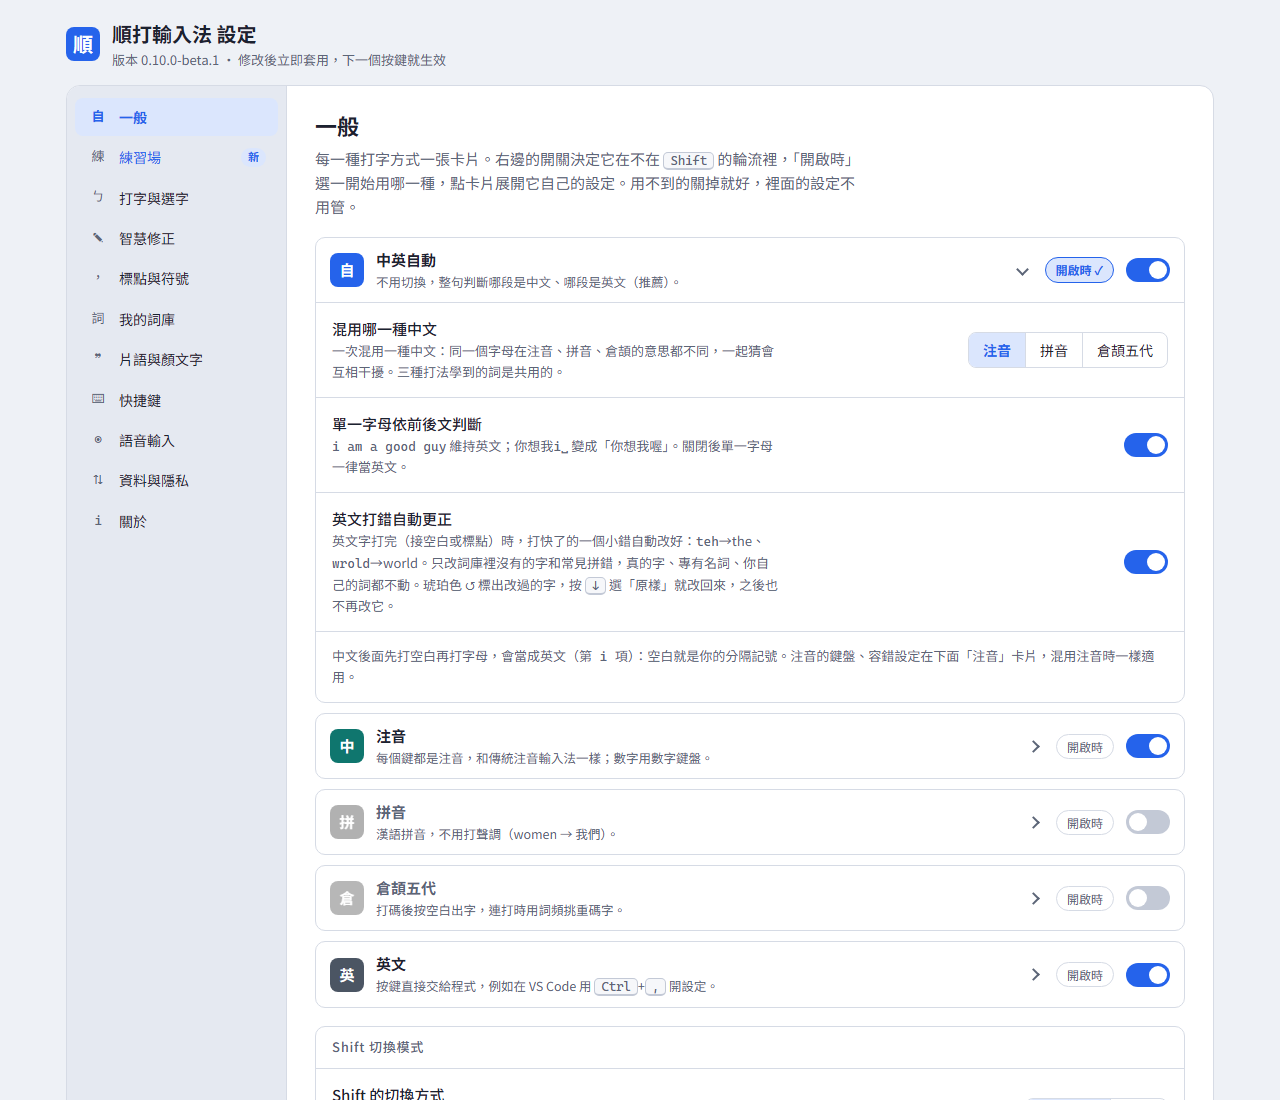 順
順打輸入法 設定
版本 0.10.0-beta.1 · 修改後立即套用，下一個按鍵就生效
自 一般
練 練習場 新
ㄅ 打字與選字
✎ 智慧修正
， 標點與符號
詞 我的詞庫
” 片語與顏文字
⌨ 快捷鍵
◉ 語音輸入
⇅ 資料與隱私
i 關於
一般
每一種打字方式一張卡片。右邊的開關決定它在不在 Shift 的輪流裡，「開啟時」
選一開始用哪一種，點卡片展開它自己的設定。用不到的關掉就好，裡面的設定不
用管。
自 中英自動
不用切換，整句判斷哪段是中文、哪段是英文（推薦）。
開啟時 ✓
混用哪一種中文
一次混用一種中文：同一個字母在注音、拼音、倉頡的意思都不同，一起猜會
互相干擾。三種打法學到的詞是共用的。
注音 拼音 倉頡五代
單一字母依前後文判斷
i am a good guy 維持英文；你想我i␣ 變成「你想我喔」。關閉後單一字母
一律當英文。
英文打錯自動更正
英文字打完（接空白或標點）時，打快了的一個小錯自動改好：teh→the、
wrold→world。只改詞庫裡沒有的字和常見拼錯，真的字、專有名詞、你自
己的詞都不動。琥珀色 ↺ 標出改過的字，按 ↓ 選「原樣」就改回來，之後也
不再改它。
中文後面先打空白再打字母，會當成英文（第 i 項）：空白就是你的分隔記號。注音的鍵盤、容錯設定在下面「注音」卡片，混用注音時一樣適
用。
中 注音
每個鍵都是注音，和傳統注音輸入法一樣；數字用數字鍵盤。
開啟時
拼 拼音
漢語拼音，不用打聲調（women → 我們）。
開啟時
倉 倉頡五代
打碼後按空白出字，連打時用詞頻挑重碼字。
開啟時
英 英文
按鍵直接交給程式，例如在 VS Code 用 Ctrl+, 開設定。
開啟時
Shift 切換模式
Shift 的切換方式